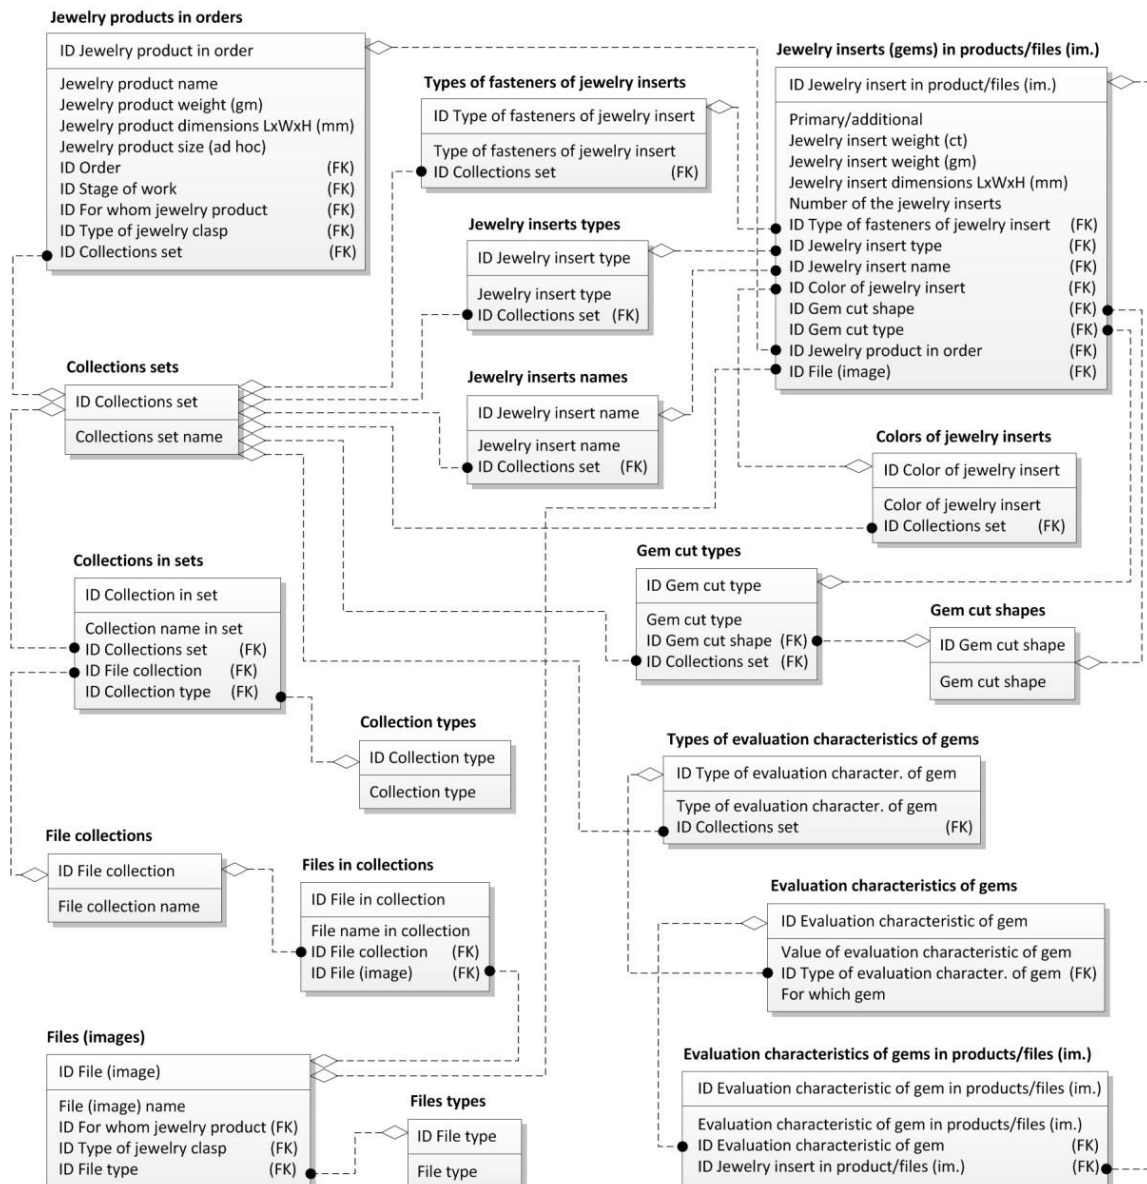 Jewelry products in orders
ID Jewelry product in order
Jewelry product name
Jewelry product weight (gm)
Jewelry product dimensions LxWxH (mm)
Jewelry product size (ad hoc)
ID Order (FK)
ID Stage of work (FK)
ID For whom jewelry product (FK)
ID Type of jewelry clasp (FK)
ID Collections set (FK)
Types of fasteners of jewelry inserts
ID Type of fasteners of jewelry insert
Type of fasteners of jewelry insert
ID Collections set (FK)
Jewelry inserts (gems) in products/files (im.)
ID Jewelry insert in product/files (im.)
Primary/additional
Jewelry insert weight (ct)
Jewelry insert weight (gm)
Jewelry insert dimensions LxWxH (mm)
Number of the jewelry inserts
ID Type of fasteners of jewelry insert (FK)
ID Jewelry insert type (FK)
ID Jewelry insert name (FK)
ID Color of jewelry insert (FK)
ID Gem cut shape (FK)
ID Gem cut type (FK)
ID Jewelry product in order (FK)
ID File (image) (FK)
Jewelry inserts types
ID Jewelry insert type
Jewelry insert type
ID Collections set (FK)
Collections sets
ID Collections set
Collections set name
Jewelry inserts names
ID Jewelry insert name
Jewelry insert name
ID Collections set (FK)
Colors of jewelry inserts
ID Color of jewelry insert
Color of jewelry insert
ID Collections set (FK)
Collections in sets
ID Collection in set
Collection name in set
ID Collections set (FK)
ID File collection (FK)
ID Collection type (FK)
Gem cut types
ID Gem cut type
Gem cut type
ID Gem cut shape (FK)
ID Collections set (FK)
Gem cut shapes
ID Gem cut shape
Gem cut shape
Collection types
ID Collection type
Collection type
Types of evaluation characteristics of gems
ID Type of evaluation character. of gem
Type of evaluation character. of gem
ID Collections set (FK)
File collections
ID File collection
File collection name
Files in collections
ID File in collection
File name in collection
ID File collection (FK)
ID File (image) (FK)
Evaluation characteristics of gems
ID Evaluation characteristic of gem
Value of evaluation characteristic of gem
ID Type of evaluation character. of gem (FK)
For which gem
Files (images)
ID File (image)
File (image) name
ID For whom jewelry product (FK)
ID Type of jewelry clasp (FK)
ID File type (FK)
Files types
ID File type
File type
Evaluation characteristics of gems in products/files (im.)
ID Evaluation characteristic of gem in products/files (im.)
Evaluation characteristic of gem in products/files (im.)
ID Evaluation characteristic of gem (FK)
ID Jewelry insert in product/files (im.) (FK)